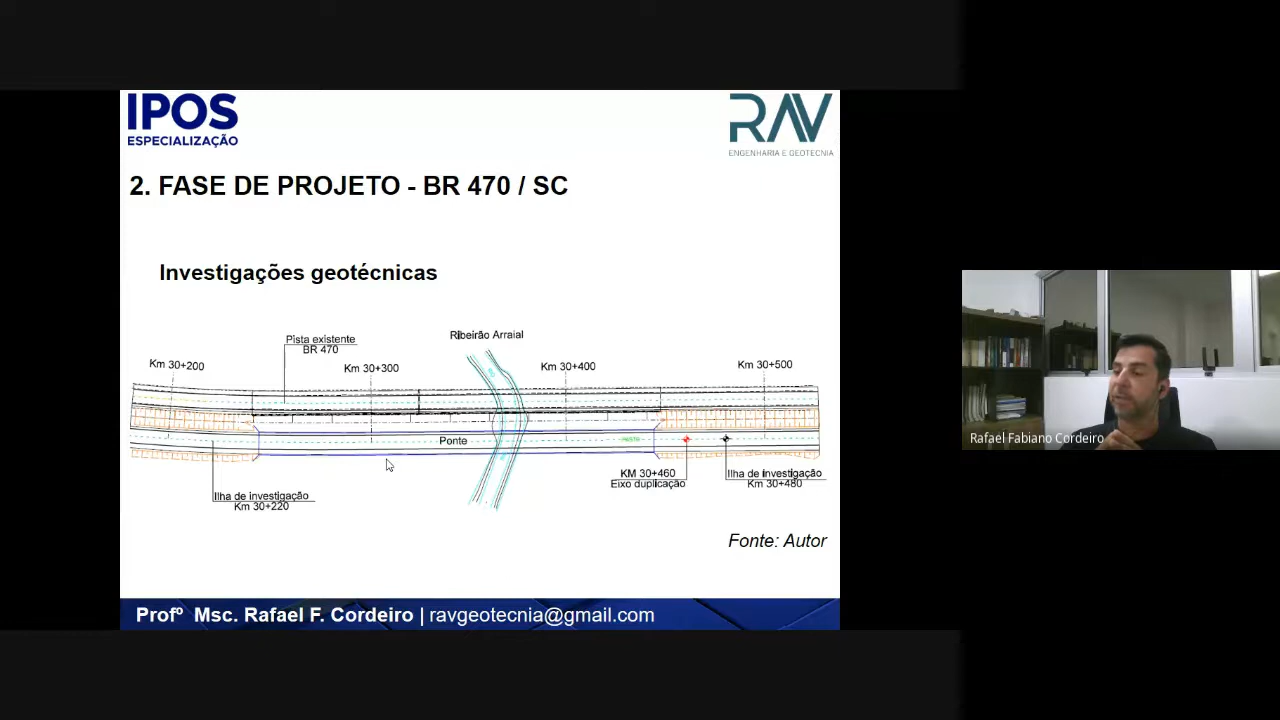 IPOS
ESPECIALIZAÇÃO
RAV
ENGENHARIA E GEOTECNIA
2. FASE DE PROJETO - BR 470 / SC
Investigações geotécnicas
Ribeirão Arraial
Pista existente
BR 470
Km 30+200
Km 30+300
Km 30+400
Km 30+500
Ponte
KM 30+460
Eixo duplicação
Ilha de investigação
Km 30+480
Ilha de investigação
Km 30+220
Fonte: Autor
Profº Msc. Rafael F. Cordeiro | ravgeotecnia@gmail.com
Rafael Fabiano Cordeiro